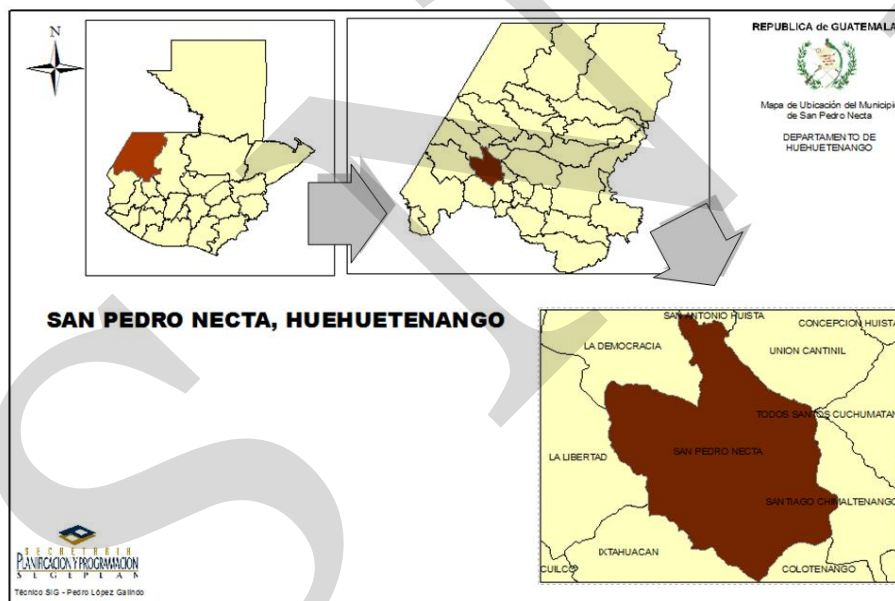 N
REPUBLICA de GUATEMALA
Mapa de Ubicación del Municipio
de San Pedro Necta
DEPARTAMENTO DE
HUEHUETENANGO
SAN PEDRO NECTA, HUEHUETENANGO
SAN ANTONIO HUISTA
CONCEPCION HUISTA
LA DEMOCRACIA
UNION CANTINIL
TODOS SANTOS CUCHUMATAN
SAN PEDRO NECTA
LA LIBERTAD
SANTIAGO CHIMALTENANGO
IXTAHUACAN
CUILCO
COLOTENANGO
SECRETARIA
PLANIFICACION Y PROGRAMACION
SEGEPLAN
Técnico SIG - Pedro López Galindo